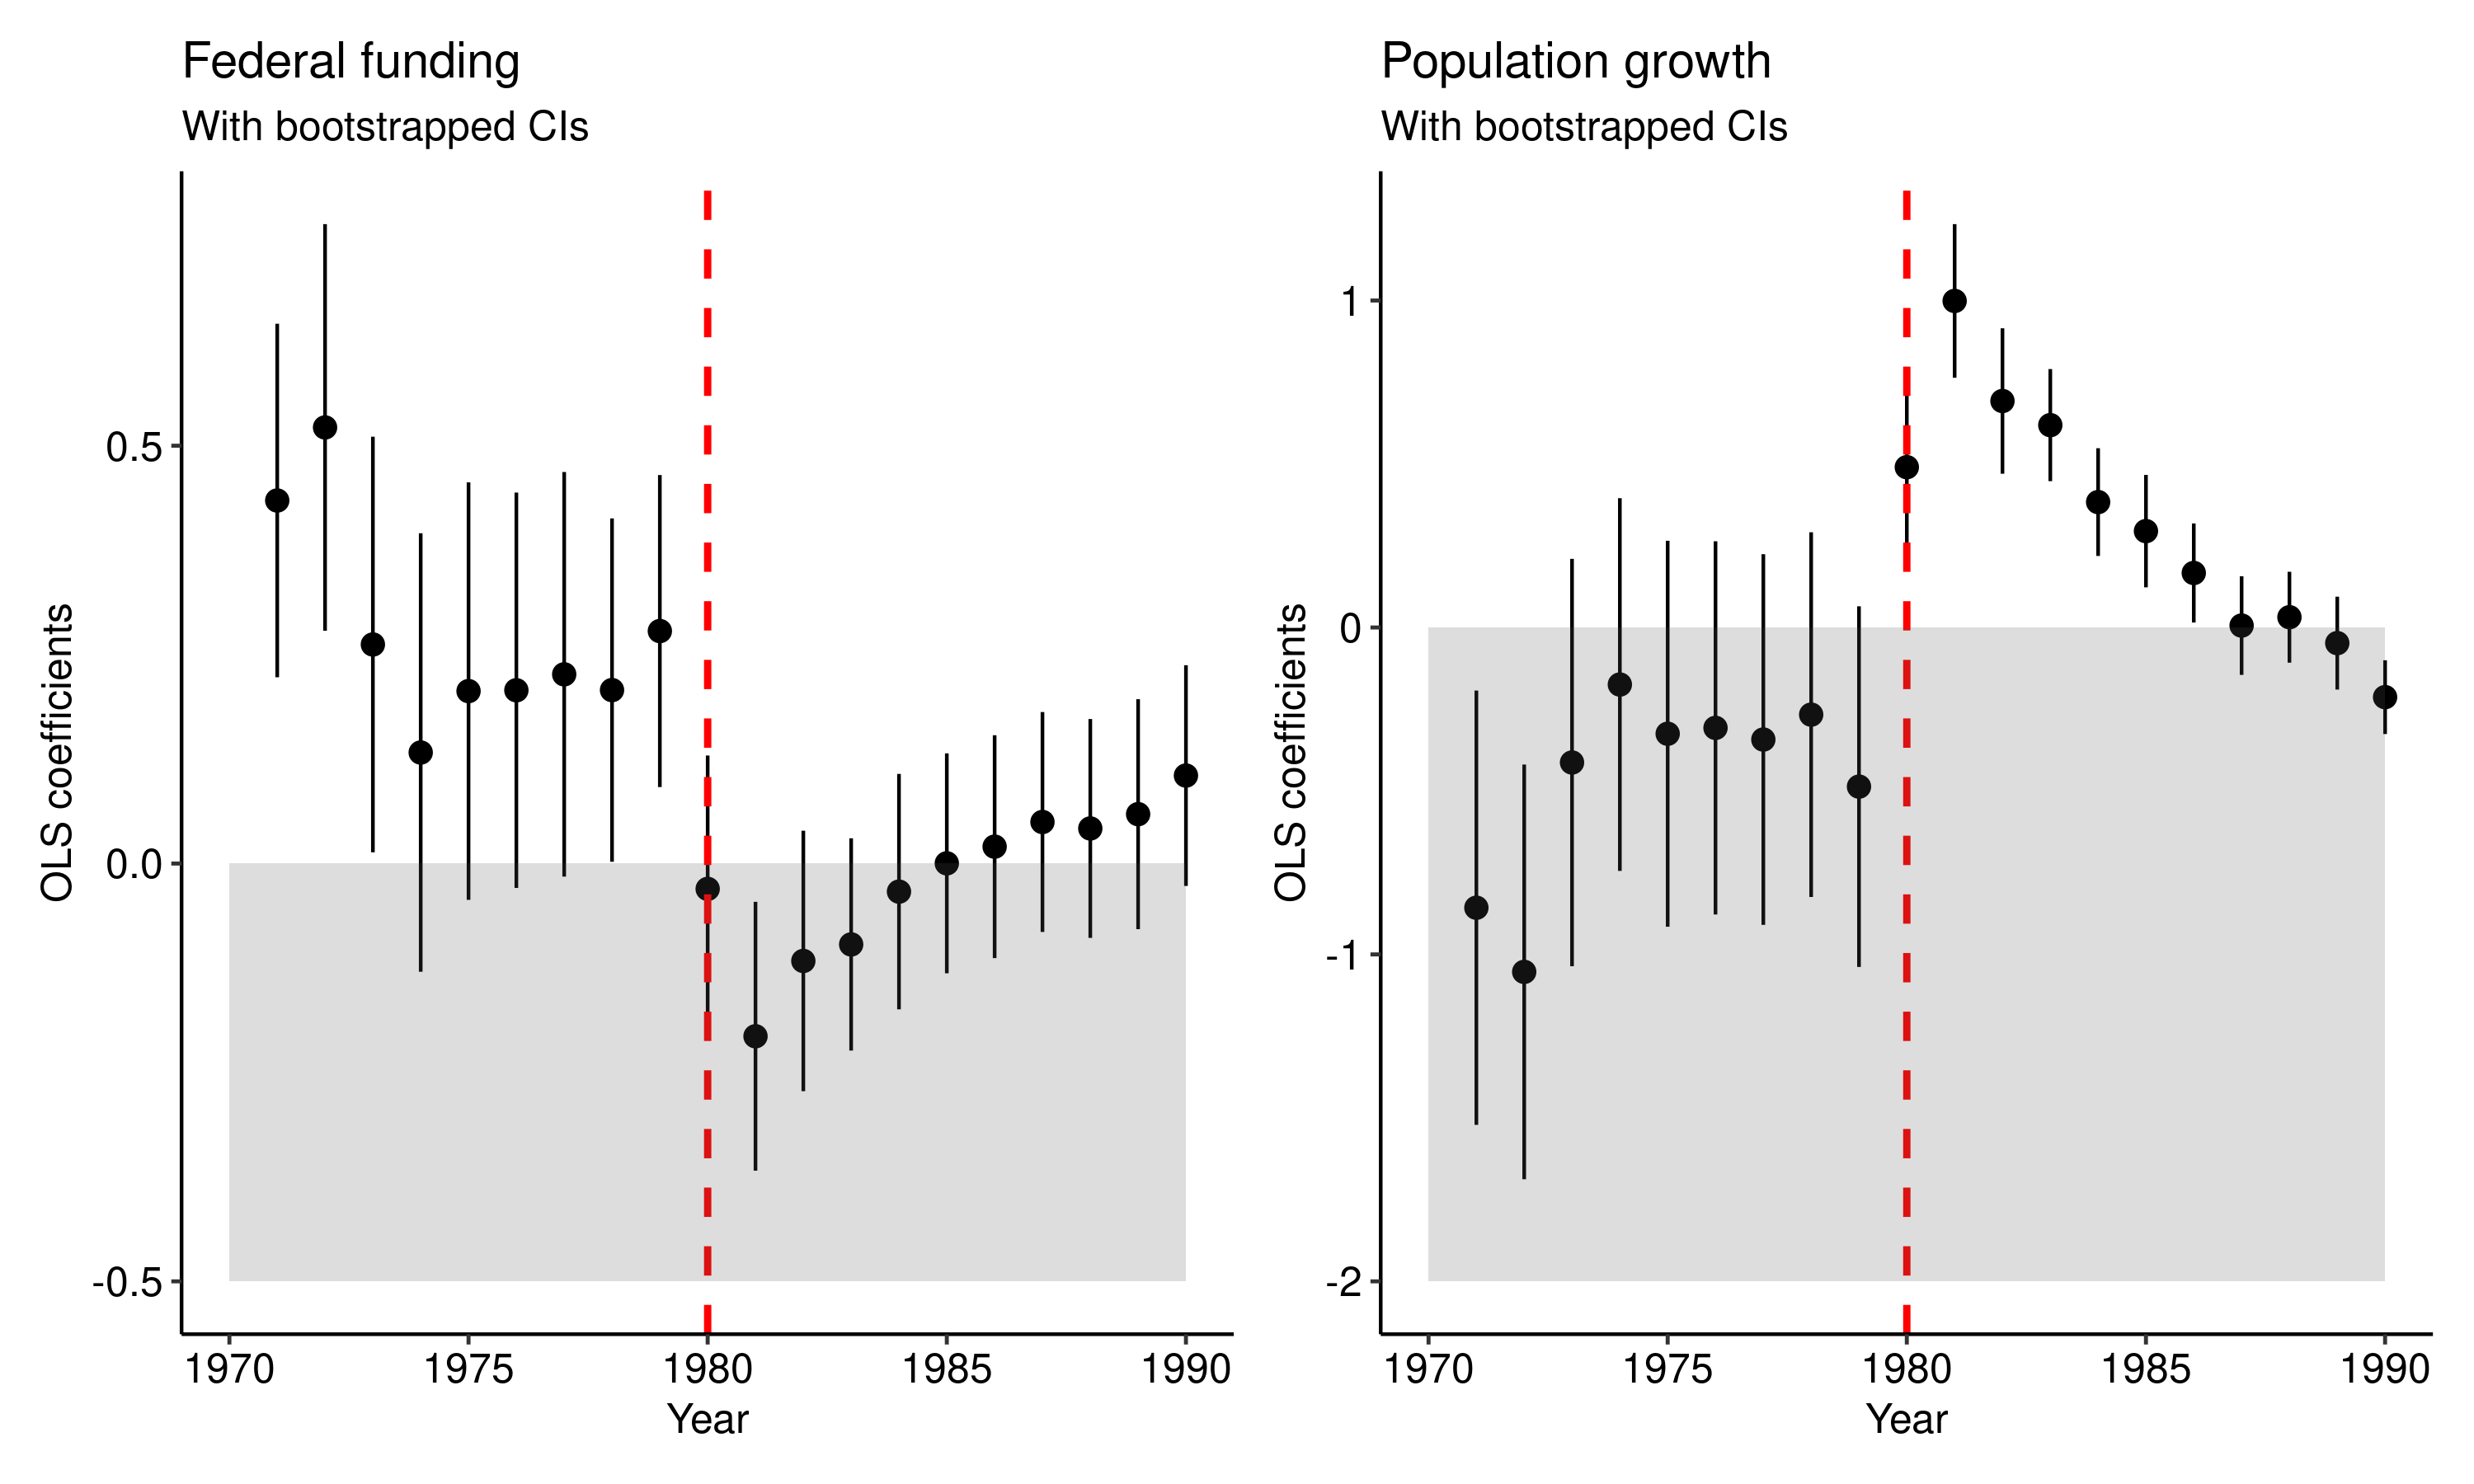 Federal funding
With bootstrapped CIs
OLS coefficients
0.5
0.0
-0.5
1970 1975 1980 1985 1990
Year
Population growth
With bootstrapped CIs
OLS coefficients
1
0
-1
-2
1970 1975 1980 1985 1990
Year